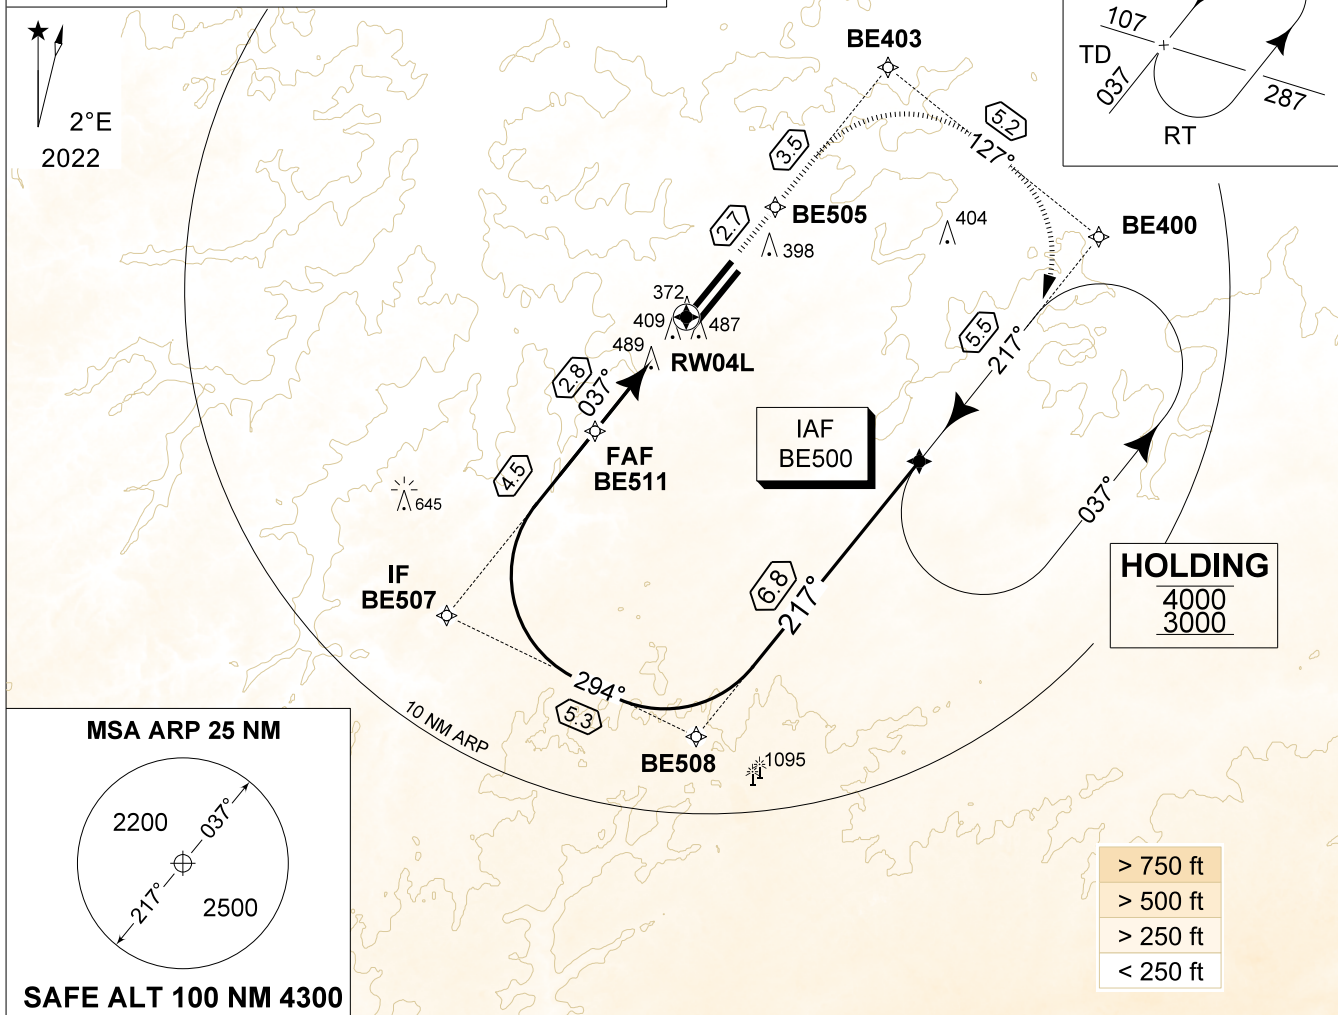 107
TD
037
287
RT
2°E
2022
BE403
5.2
127°
3.5
BE505
2.7
404
398
BE400
372
409
487
489
RW04L
5.5
217°
2.8
037°
IAF
BE500
FAF
BE511
4.5
645
037°
IF
BE507
6.8
217°
HOLDING
4000
3000
294°
5.3
10 NM ARP
BE508
1095
MSA ARP 25 NM
2200
037°
217°
2500
SAFE ALT 100 NM 4300
> 750 ft
> 500 ft
> 250 ft
< 250 ft